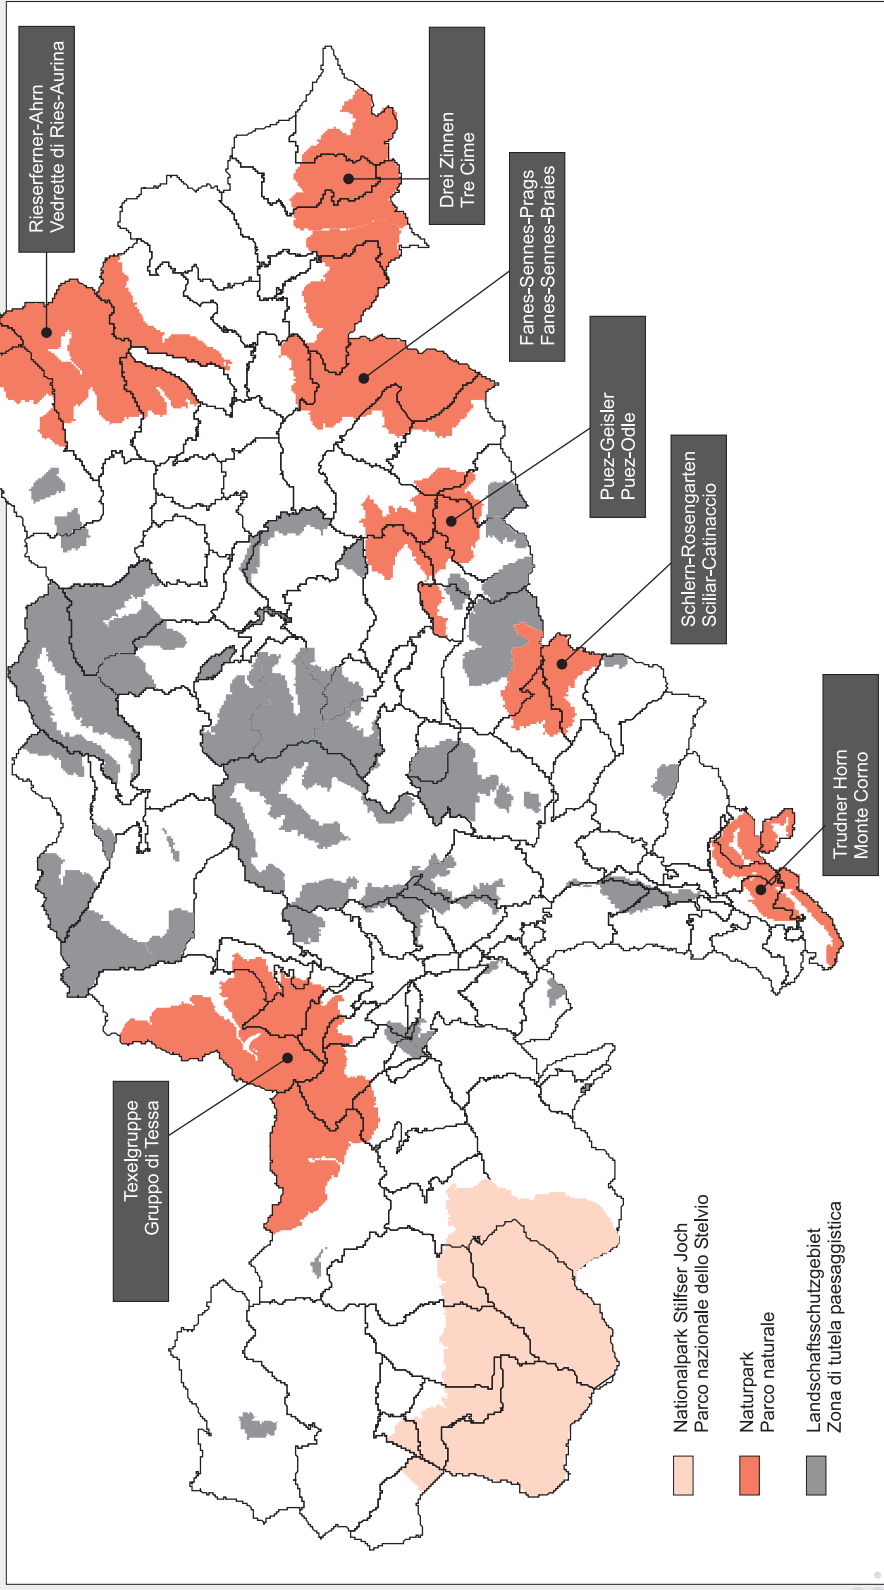 Rieserferner-Ahrn
Vedrette di Ries-Aurina
Drei Zinnen
Tre Cime
Fanes-Sennes-Prags
Fanes-Sennes-Braies
Puez-Geisler
Puez-Odle
Schlern-Rosengarten
Sciliar-Catinaccio
Trudner Horn
Monte Corno
Texelgruppe
Gruppo di Tessa
Nationalpark Stilfser Joch
Parco nazionale dello Stelvio
Naturpark
Parco naturale
Landschaftsschutzgebiet
Zona di tutela paesaggistica